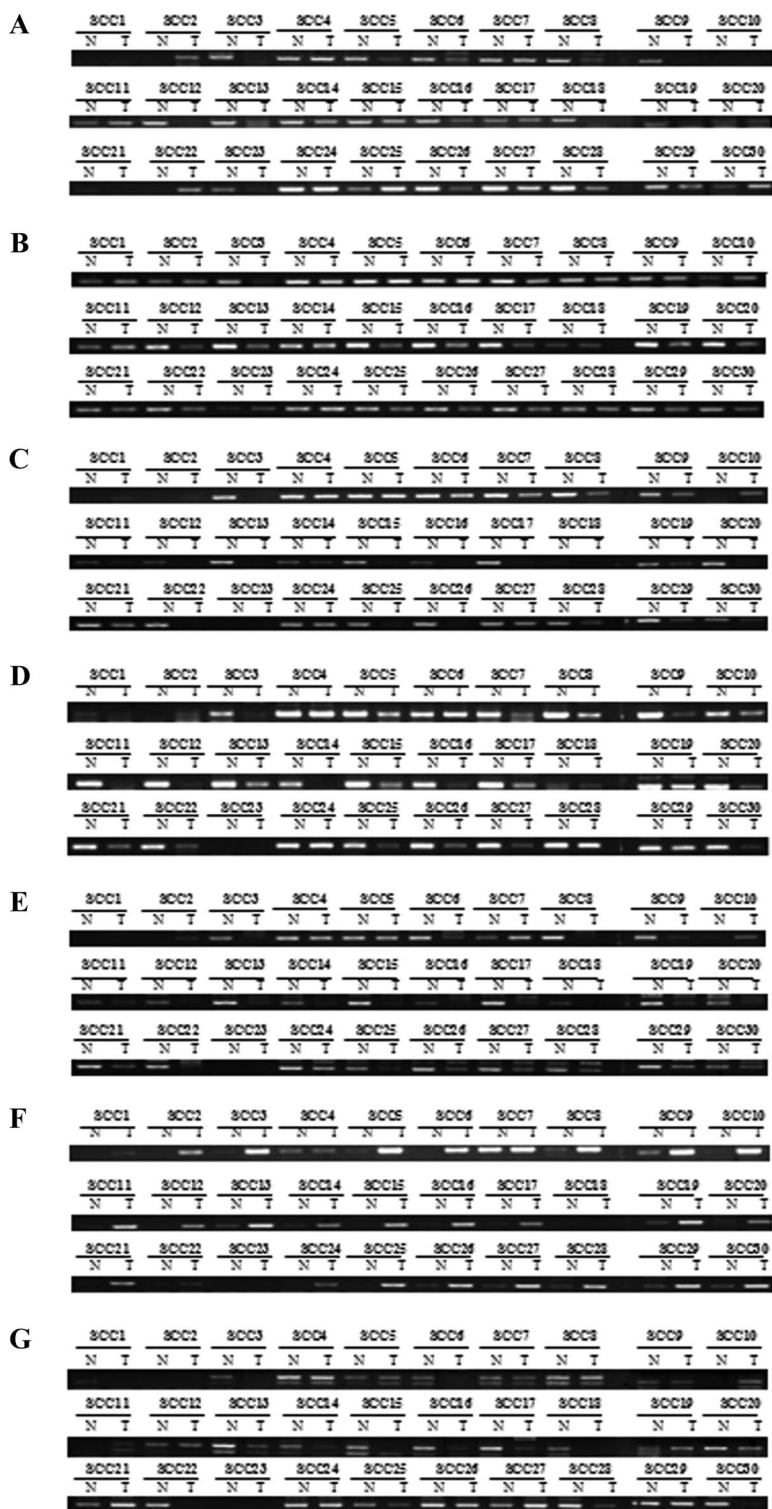 A SCC1 SCC2 SCC3 SCC4 SCC5 SCC6 SCC7 SCC8 SCC9 SCC10
N T N T N T N T N T N T N T N T N T N T
SCC11 SCC12 SCC13 SCC14 SCC15 SCC16 SCC17 SCC18 SCC19 SCC20
N T N T N T N T N T N T N T N T N T N T
SCC21 SCC22 SCC23 SCC24 SCC25 SCC26 SCC27 SCC28 SCC29 SCC30
N T N T N T N T N T N T N T N T N T N T
B SCC1 SCC2 SCC3 SCC4 SCC5 SCC6 SCC7 SCC8 SCC9 SCC10
N T N T N T N T N T N T N T N T N T N T
SCC11 SCC12 SCC13 SCC14 SCC15 SCC16 SCC17 SCC18 SCC19 SCC20
N T N T N T N T N T N T N T N T N T N T
SCC21 SCC22 SCC23 SCC24 SCC25 SCC26 SCC27 SCC28 SCC29 SCC30
N T N T N T N T N T N T N T N T N T N T
C SCC1 SCC2 SCC3 SCC4 SCC5 SCC6 SCC7 SCC8 SCC9 SCC10
N T N T N T N T N T N T N T N T N T N T
SCC11 SCC12 SCC13 SCC14 SCC15 SCC16 SCC17 SCC18 SCC19 SCC20
N T N T N T N T N T N T N T N T N T N T
SCC21 SCC22 SCC23 SCC24 SCC25 SCC26 SCC27 SCC28 SCC29 SCC30
N T N T N T N T N T N T N T N T N T N T
D SCC1 SCC2 SCC3 SCC4 SCC5 SCC6 SCC7 SCC8 SCC9 SCC10
N T N T N T N T N T N T N T N T N T N T
SCC11 SCC12 SCC13 SCC14 SCC15 SCC16 SCC17 SCC18 SCC19 SCC20
N T N T N T N T N T N T N T N T N T N T
SCC21 SCC22 SCC23 SCC24 SCC25 SCC26 SCC27 SCC28 SCC29 SCC30
N T N T N T N T N T N T N T N T N T N T
E SCC1 SCC2 SCC3 SCC4 SCC5 SCC6 SCC7 SCC8 SCC9 SCC10
N T N T N T N T N T N T N T N T N T N T
SCC11 SCC12 SCC13 SCC14 SCC15 SCC16 SCC17 SCC18 SCC19 SCC20
N T N T N T N T N T N T N T N T N T N T
SCC21 SCC22 SCC23 SCC24 SCC25 SCC26 SCC27 SCC28 SCC29 SCC30
N T N T N T N T N T N T N T N T N T N T
F SCC1 SCC2 SCC3 SCC4 SCC5 SCC6 SCC7 SCC8 SCC9 SCC10
N T N T N T N T N T N T N T N T N T N T
SCC11 SCC12 SCC13 SCC14 SCC15 SCC16 SCC17 SCC18 SCC19 SCC20
N T N T N T N T N T N T N T N T N T N T
SCC21 SCC22 SCC23 SCC24 SCC25 SCC26 SCC27 SCC28 SCC29 SCC30
N T N T N T N T N T N T N T N T N T N T
G SCC1 SCC2 SCC3 SCC4 SCC5 SCC6 SCC7 SCC8 SCC9 SCC10
N T N T N T N T N T N T N T N T N T N T
SCC11 SCC12 SCC13 SCC14 SCC15 SCC16 SCC17 SCC18 SCC19 SCC20
N T N T N T N T N T N T N T N T N T N T
SCC21 SCC22 SCC23 SCC24 SCC25 SCC26 SCC27 SCC28 SCC29 SCC30
N T N T N T N T N T N T N T N T N T N T